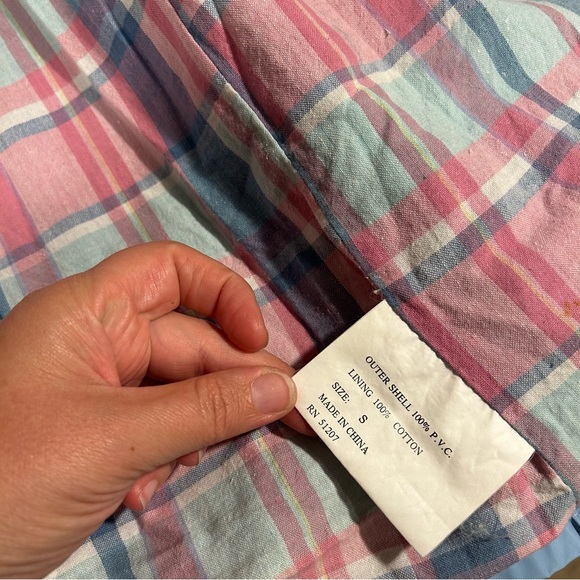 OUTER SHELL 100% P.V.C.
LINING 100% COTTON
SIZE: S
MADE IN CHINA
RN 51207